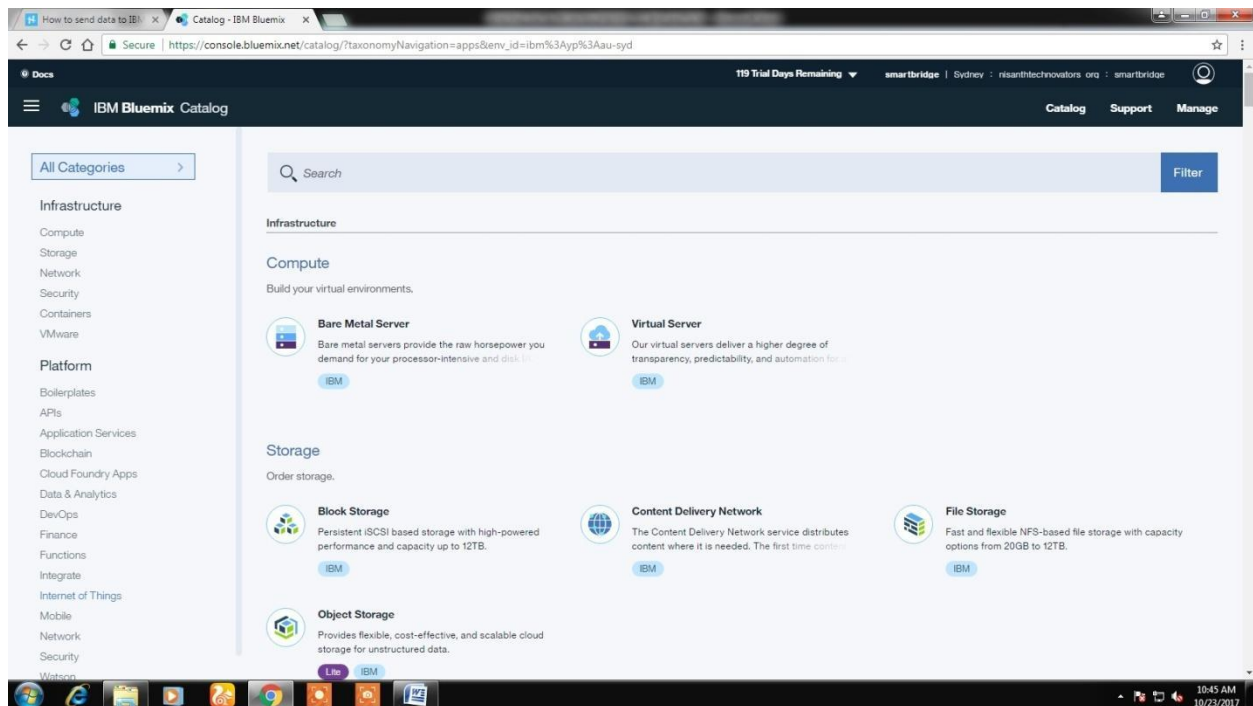 How to send data to IBM
Catalog - IBM Bluemix
Secure
https://console.bluemix.net/catalog/?taxonomyNavigation=apps&env_id=ibm%3Ayp%3Aau-syd
Docs
119 Trial Days Remaining
smartbridge | Sydney : nisanthtechnovators org : smartbridge
IBM Bluemix Catalog
Catalog
Support
Manage
All Categories
Infrastructure
Compute
Storage
Network
Security
Containers
VMware
Platform
Boilerplates
APIs
Application Services
Blockchain
Cloud Foundry Apps
Data & Analytics
DevOps
Finance
Functions
Integrate
Internet of Things
Mobile
Network
Security
Watson
Search
Filter
Infrastructure
Compute
Build your virtual environments.
Bare Metal Server
Bare metal servers provide the raw horsepower you
demand for your processor-intensive and disk
IBM
Virtual Server
Our virtual servers deliver a higher degree of
transparency, predictability, and automation for
IBM
Storage
Order storage.
Block Storage
Persistent iSCSI based storage with high-powered
performance and capacity up to 12TB.
IBM
Content Delivery Network
The Content Delivery Network service distributes
content where it is needed. The first time
IBM
File Storage
Fast and flexible NFS-based file storage with capacity
options from 20GB to 12TB.
IBM
Object Storage
Provides flexible, cost-effective, and scalable cloud
storage for unstructured data.
Lite
IBM
10:45 AM
10/23/2017